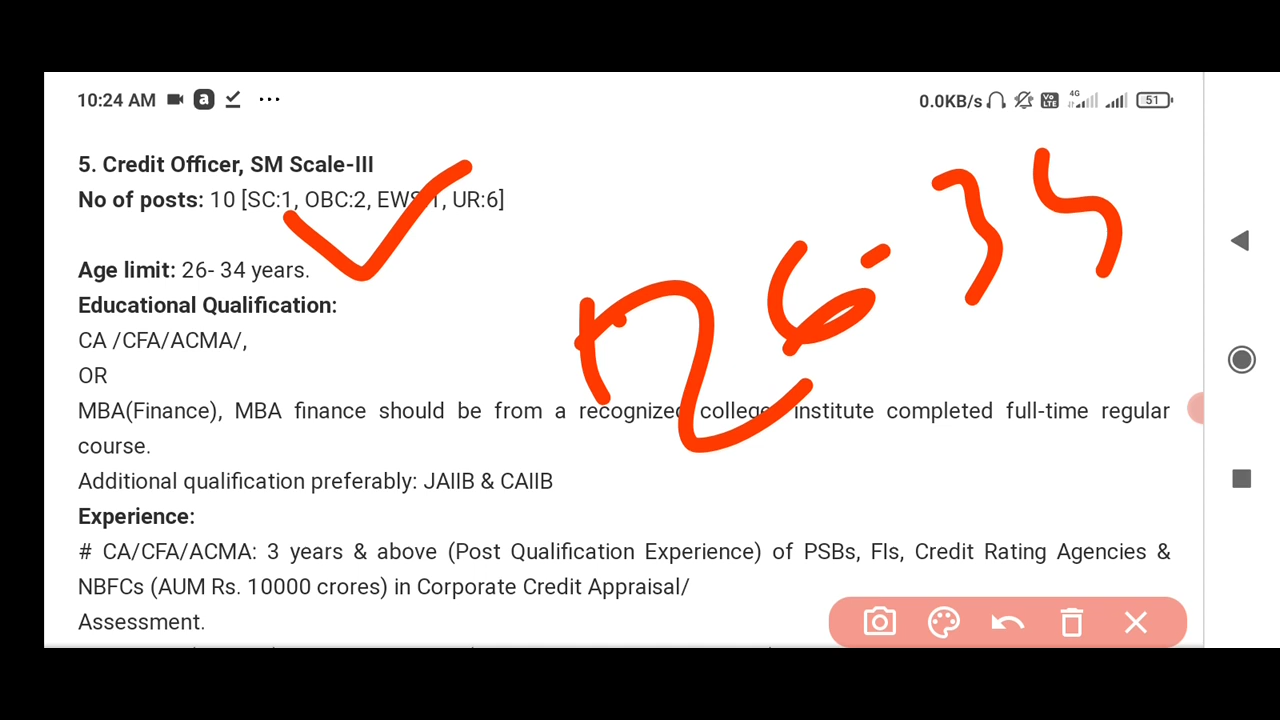 10:24 AM a ... 0.0KB/s Vo LTE 4G 51
5. Credit Officer, SM Scale-III
No of posts: 10 [SC:1, OBC:2, EWS:1, UR:6]
Age limit: 26- 34 years.
26-34
Educational Qualification:
CA /CFA/ACMA/,
OR
MBA(Finance), MBA finance should be from a recognized college/ institute completed full-time regular
course.
Additional qualification preferably: JAIIB & CAIIB
Experience:
# CA/CFA/ACMA: 3 years & above (Post Qualification Experience) of PSBs, FIs, Credit Rating Agencies &
NBFCs (AUM Rs. 10000 crores) in Corporate Credit Appraisal/
Assessment.